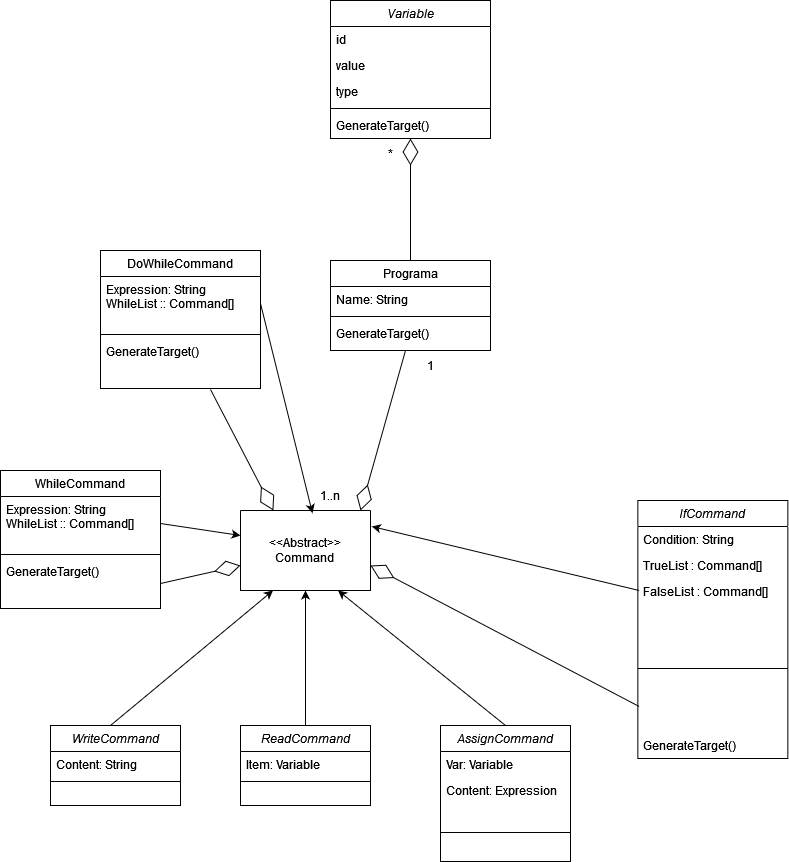 Variable
id
value
type
GenerateTarget()
*
DoWhileCommand
Expression: String
WhileList :: Command[]
GenerateTarget()
Programa
Name: String
GenerateTarget()
1
WhileCommand
Expression: String
WhileList :: Command[]
GenerateTarget()
1..n
<<Abstract>>
Command
IfCommand
Condition: String
TrueList : Command[]
FalseList : Command[]
GenerateTarget()
WriteCommand
Content: String
ReadCommand
Item: Variable
AssignCommand
Var: Variable
Content: Expression